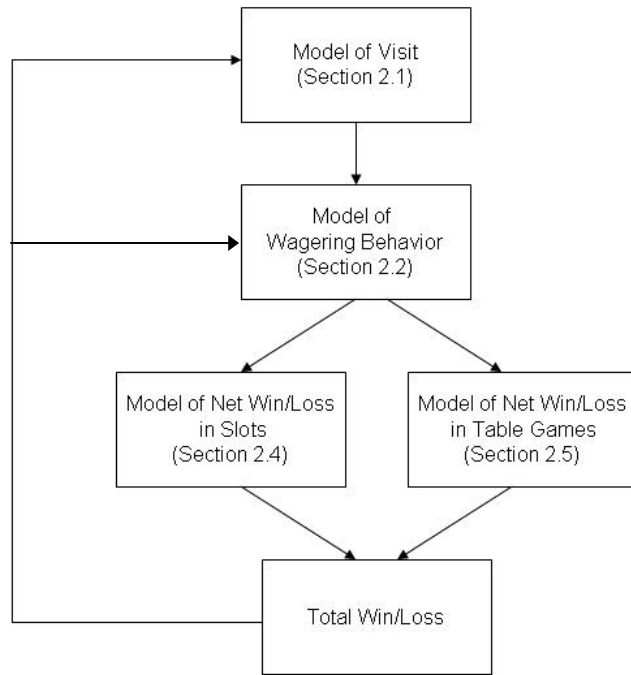 Model of Visit
(Section 2.1)
Model of
Wagering Behavior
(Section 2.2)
Model of Net Win/Loss
in Slots
(Section 2.4)
Model of Net Win/Loss
in Table Games
(Section 2.5)
Total Win/Loss